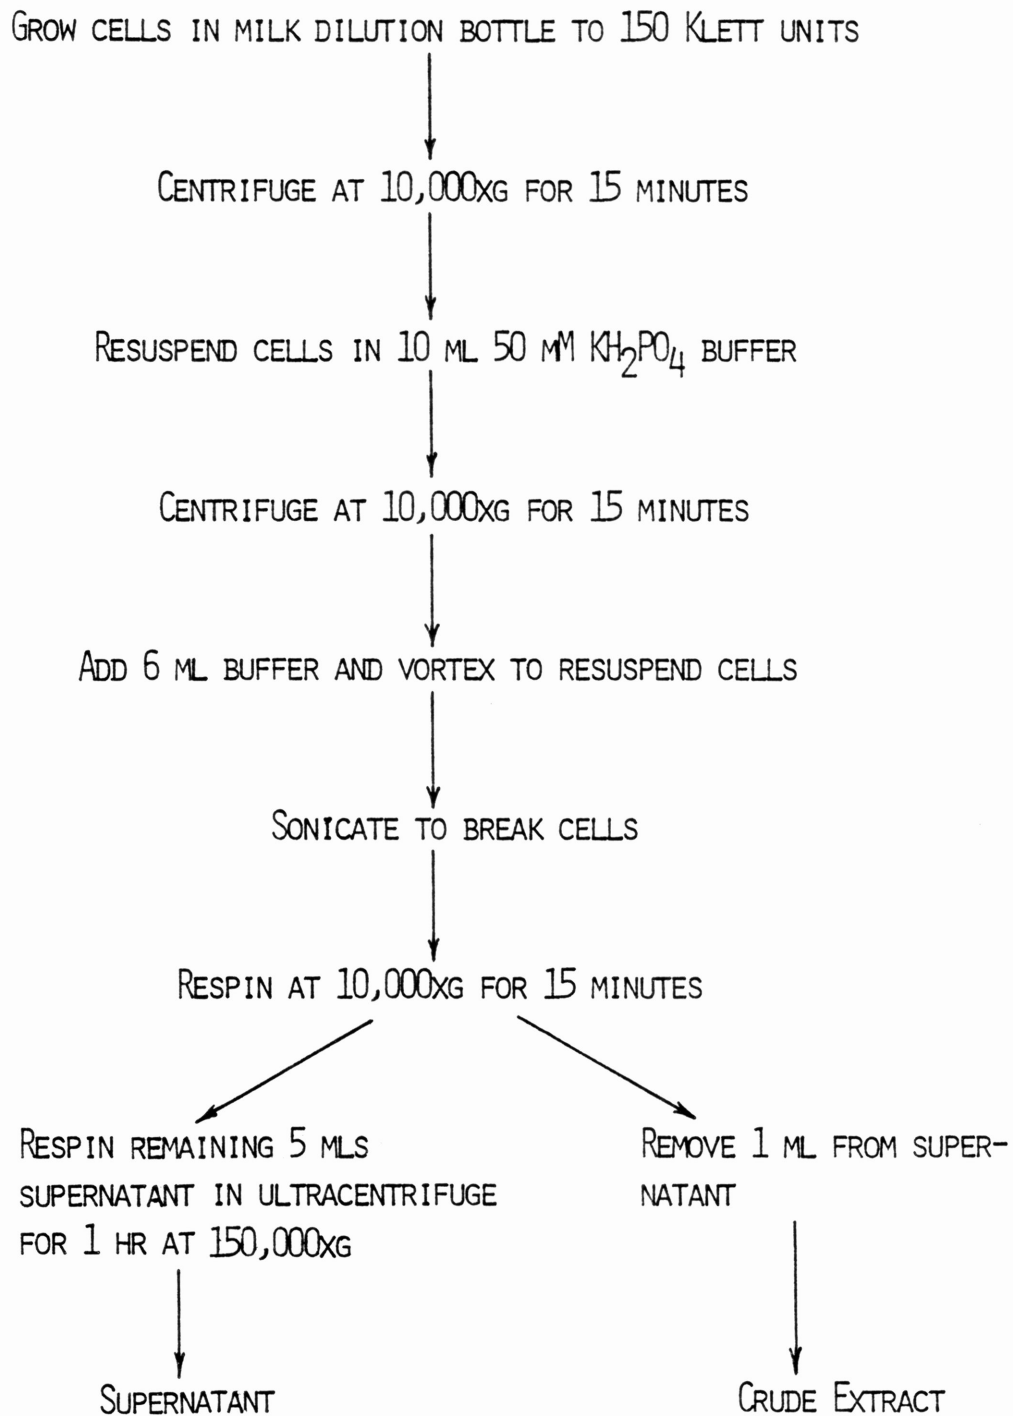 Grow cells in milk dilution bottle to 150 Klett units
Centrifuge at 10,000xg for 15 minutes
Resuspend cells in 10 ml 50 mM KH₂PO₄ buffer
Centrifuge at 10,000xg for 15 minutes
Add 6 ml buffer and vortex to resuspend cells
Sonicate to break cells
Respin at 10,000xg for 15 minutes
Respin remaining 5 mls
supernatant in ultracentrifuge
for 1 hr at 150,000xg
Remove 1 ml from super-
natant
Supernatant
Crude Extract